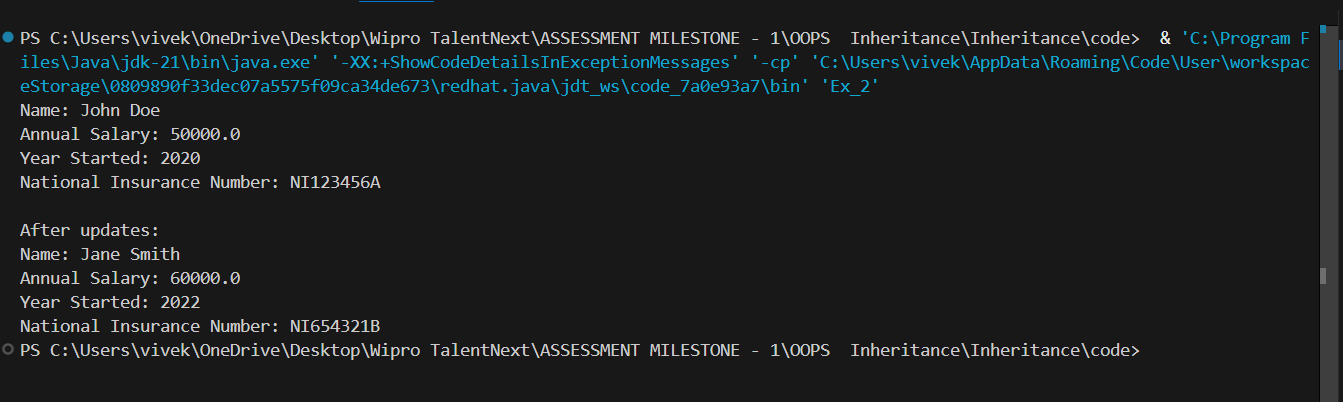 PS C:\Users\vivek\OneDrive\Desktop\Wipro TalentNext\ASSESSMENT MILESTONE - 1\OOPS  Inheritance\Inheritance\code>  & 'C:\Program F
iles\Java\jdk-21\bin\java.exe' '-XX:+ShowCodeDetailsInExceptionMessages' '-cp' 'C:\Users\vivek\AppData\Roaming\Code\User\workspac
eStorage\0809890f33dec07a5575f09ca34de673\redhat.java\jdt_ws\code_7a0e93a7\bin' 'Ex_2'
Name: John Doe
Annual Salary: 50000.0
Year Started: 2020
National Insurance Number: NI123456A

After updates:
Name: Jane Smith
Annual Salary: 60000.0
Year Started: 2022
National Insurance Number: NI654321B
PS C:\Users\vivek\OneDrive\Desktop\Wipro TalentNext\ASSESSMENT MILESTONE - 1\OOPS  Inheritance\Inheritance\code>